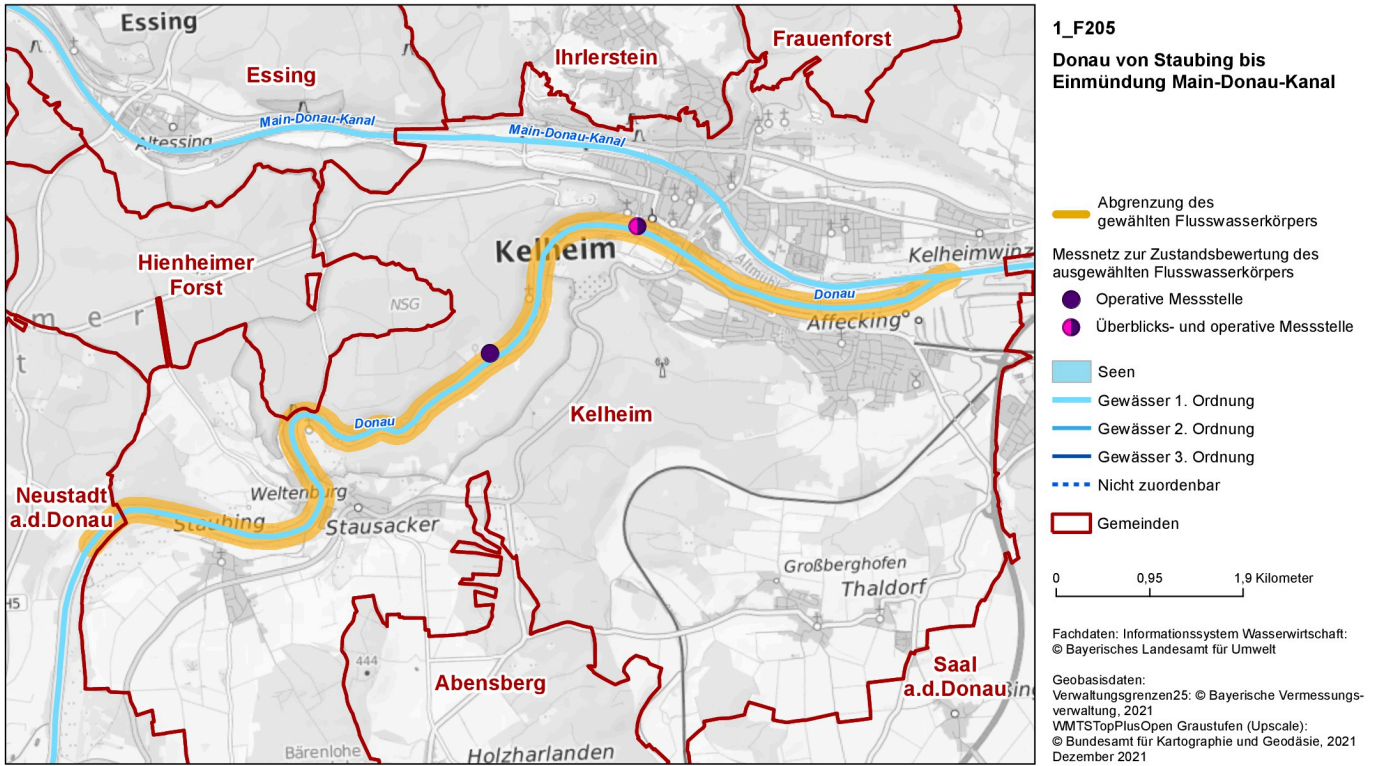 Essing
Essing
Ihrlerstein
Frauenforst
Altessing
Main-Donau-Kanal
Main-Donau-Kanal
Hienheimer
Forst
m e r
t
NSG
Kelheim
Altmühl
Donau
Kelheimwinz
Affecking
Donau
Kelheim
Neustadt
a.d.Donau
Weltenburg
Staubing
Stausacker
Großberghofen
Thaldorf
H5
444
Abensberg
Saal
a.d.Donau
Bärenlohe
Holzharlanden
1_F205
Donau von Staubing bis
Einmündung Main-Donau-Kanal
Abgrenzung des
gewählten Flusswasserkörpers
Messnetz zur Zustandsbewertung des
ausgewählten Flusswasserkörpers
Operative Messstelle
Überblicks- und operative Messstelle
Seen
Gewässer 1. Ordnung
Gewässer 2. Ordnung
Gewässer 3. Ordnung
Nicht zuordenbar
Gemeinden
0 0,95 1,9 Kilometer
Fachdaten: Informationssystem Wasserwirtschaft:
© Bayerisches Landesamt für Umwelt
Geobasisdaten:
Verwaltungsgrenzen25: © Bayerische Vermessungs-
verwaltung, 2021
WMTSTopPlusOpen Graustufen (Upscale):
© Bundesamt für Kartographie und Geodäsie, 2021
Dezember 2021